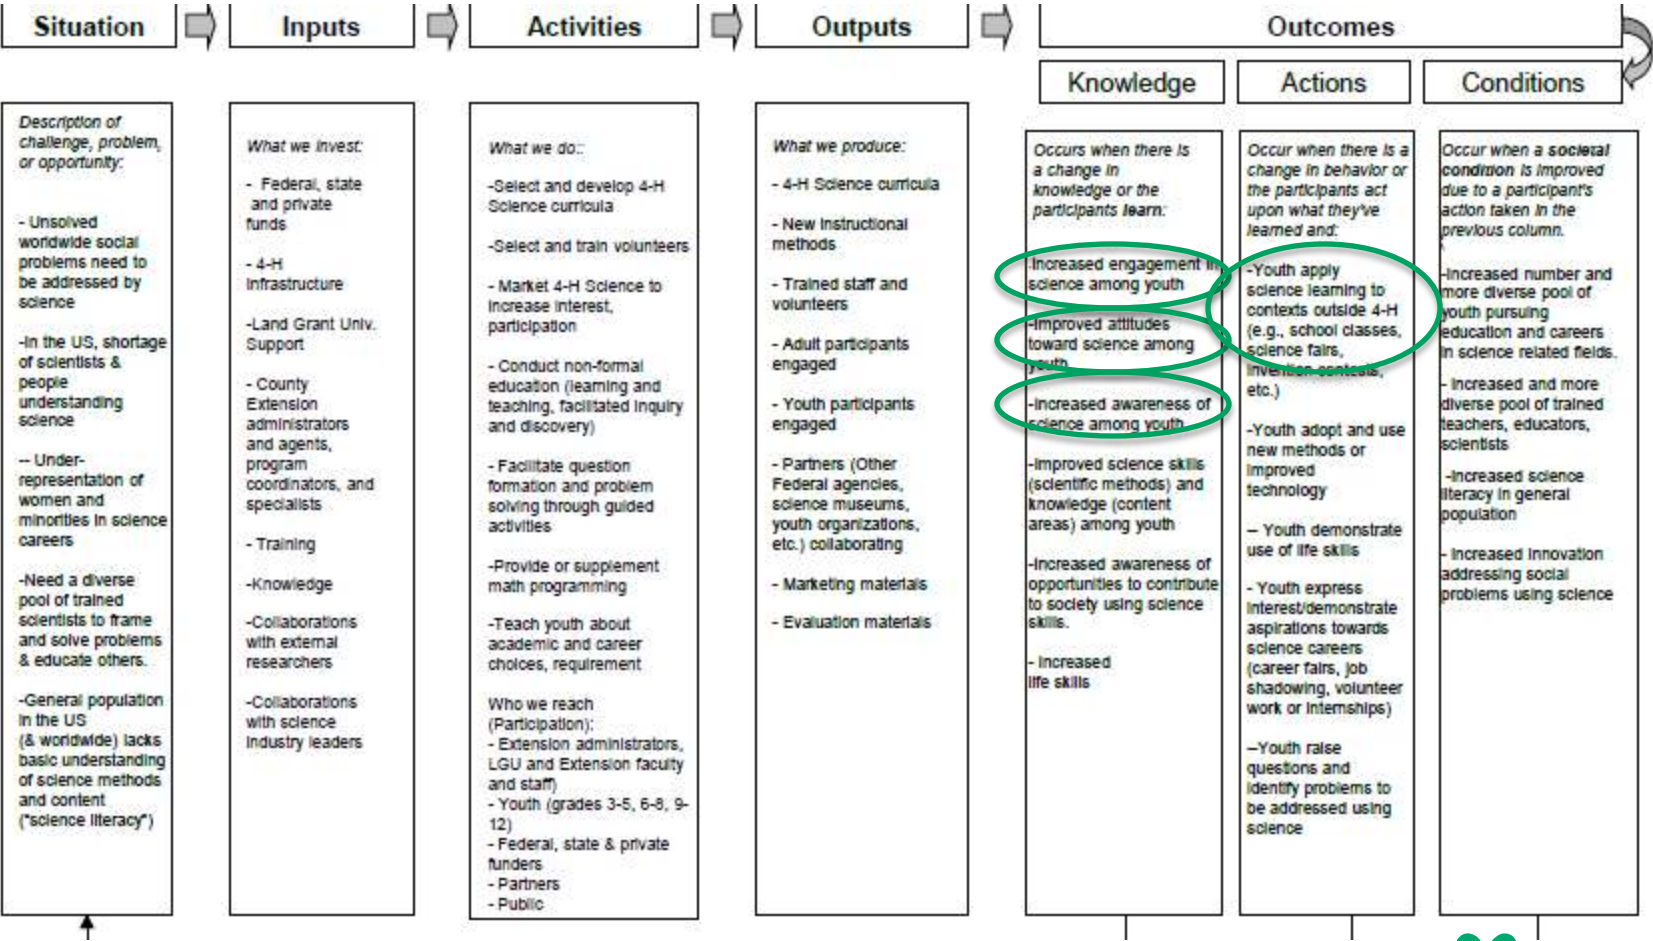 Situation
Inputs
Activities
Outputs
Outcomes
Knowledge
Actions
Conditions
Description of
challenge, problem,
or opportunity:
- Unsolved
worldwide social
problems need to
be addressed by
science
-In the US, shortage
of scientists &
people
understanding
science
-- Under-
representation of
women and
minorities in science
careers
-Need a diverse
pool of trained
scientists to frame
and solve problems
& educate others.
-General population
in the US
(& worldwide) lacks
basic understanding
of science methods
and content
("science literacy")
What we invest:
- Federal, state
and private
funds
- 4-H
Infrastructure
-Land Grant Univ.
Support
- County
Extension
administrators
and agents,
program
coordinators, and
specialists
- Training
-Knowledge
-Collaborations
with external
researchers
-Collaborations
with science
industry leaders
What we do::
-Select and develop 4-H
Science curricula
-Select and train volunteers
- Market 4-H Science to
increase interest,
participation
- Conduct non-formal
education (learning and
teaching, facilitated inquiry
and discovery)
- Facilitate question
formation and problem
solving through guided
activities
-Provide or supplement
math programming
-Teach youth about
academic and career
choices, requirement
Who we reach
(Participation):
- Extension administrators,
LGU and Extension faculty
and staff)
- Youth (grades 3-5, 6-8, 9-
12)
- Federal, state & private
funders
- Partners
- Public
What we produce:
- 4-H Science curricula
- New instructional
methods
- Trained staff and
volunteers
- Adult participants
engaged
- Youth participants
engaged
- Partners (Other
Federal agencies,
science museums,
youth organizations,
etc.) collaborating
- Marketing materials
- Evaluation materials
Occurs when there is
a change in
knowledge or the
participants learn:
-Increased engagement in
science among youth
-Improved attitudes
toward science among
youth
-Increased awareness of
science among youth
-Improved science skills
(scientific methods) and
knowledge (content
areas) among youth
-Increased awareness of
opportunities to contribute
to society using science
skills.
- Increased
life skills
Occur when there is a
change in behavior or
the participants act
upon what they've
learned and:
-Youth apply
science learning to
contexts outside 4-H
(e.g., school classes,
science fairs,
invention contests,
etc.)
-Youth adopt and use
new methods or
improved
technology
-- Youth demonstrate
use of life skills
- Youth express
interest/demonstrate
aspirations towards
science careers
(career fairs, job
shadowing, volunteer
work or internships)
--Youth raise
questions and
identify problems to
be addressed using
science
Occur when a societal
condition is improved
due to a participant's
action taken in the
previous column.
-Increased number and
more diverse pool of
youth pursuing
education and careers
in science related fields.
- Increased and more
diverse pool of trained
teachers, educators,
scientists
-Increased science
literacy in general
population
- Increased innovation
addressing social
problems using science